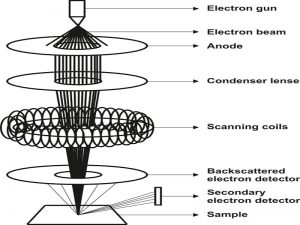 Electron gun
Electron beam
Anode
Condenser lense
Scanning coils
Backscattered
electron detector
Secondary
electron detector
Sample